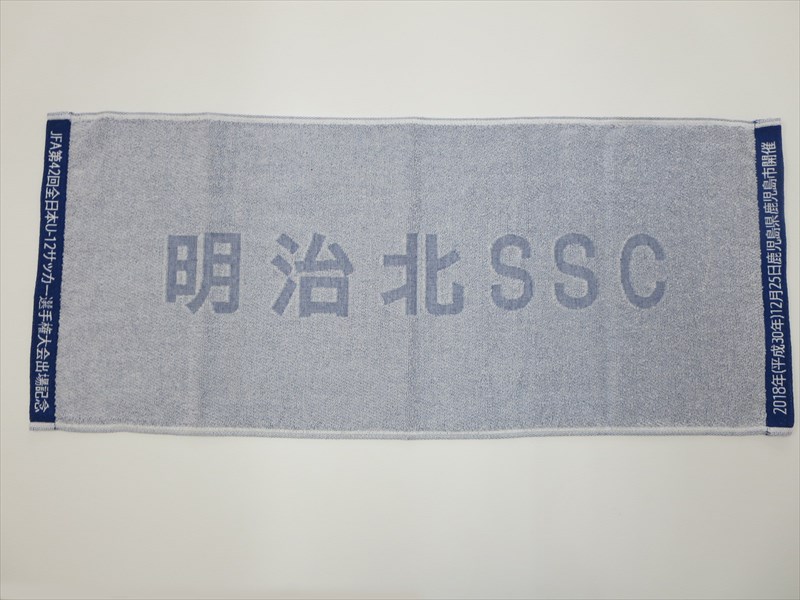 JFA第42回全日本U-12サッカー選手権大会出場記念
明治北SSC
2018年(平成30年)12月25日鹿児島県鹿児島市開催